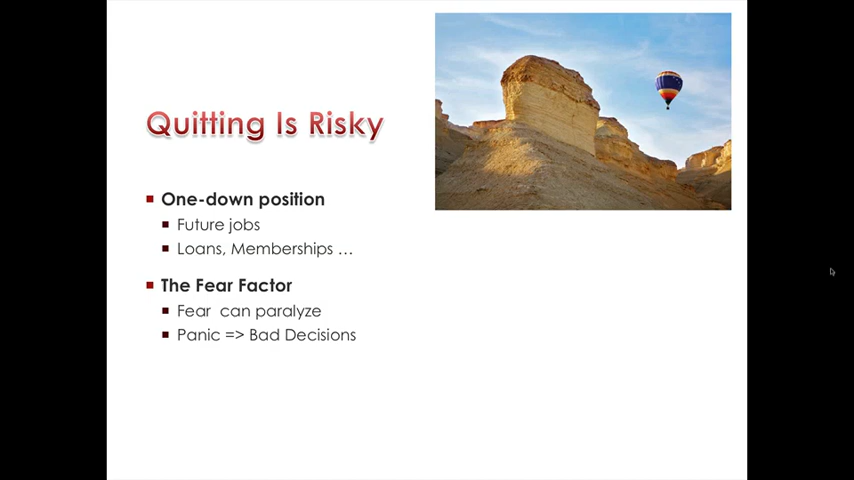 Quitting Is Risky
One-down position
Future jobs
Loans, Memberships …
The Fear Factor
Fear can paralyze
Panic => Bad Decisions